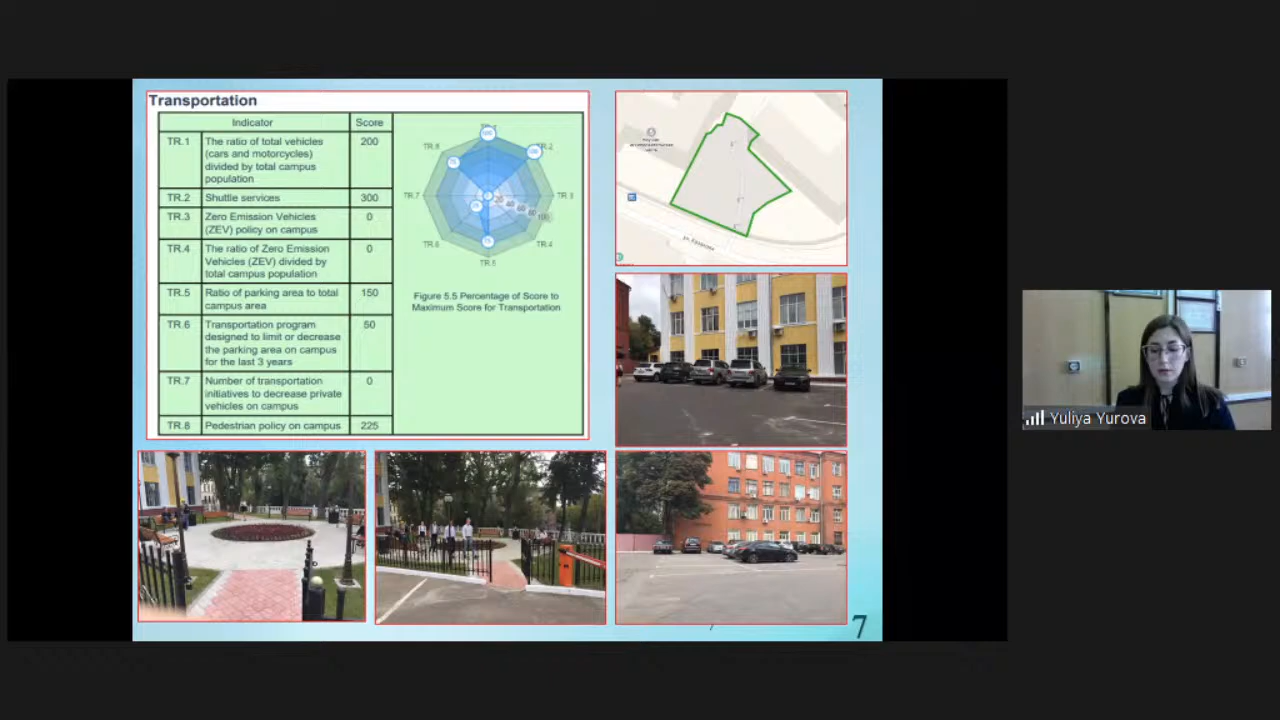 Transportation
Indicator Score
TR.1 The ratio of total vehicles 200
(cars and motorcycles)
divided by total campus
population
TR.2 Shuttle services 300
TR.3 Zero Emission Vehicles 0
(ZEV) policy on campus
TR.4 The ratio of Zero Emission 0
Vehicles (ZEV) divided by
total campus population
TR.5 Ratio of parking area to total 150
campus area
TR.6 Transportation program 50
designed to limit or decrease
the parking area on campus
for the last 3 years
TR.7 Number of transportation 0
initiatives to decrease private
vehicles on campus
TR.8 Pedestrian policy on campus 225
TR.8
TR.2
TR.7
TR.3
TR.6
TR.4
TR.5
100
Figure 5.5 Percentage of Score to
Maximum Score for Transportation
7
Yuliya Yurova